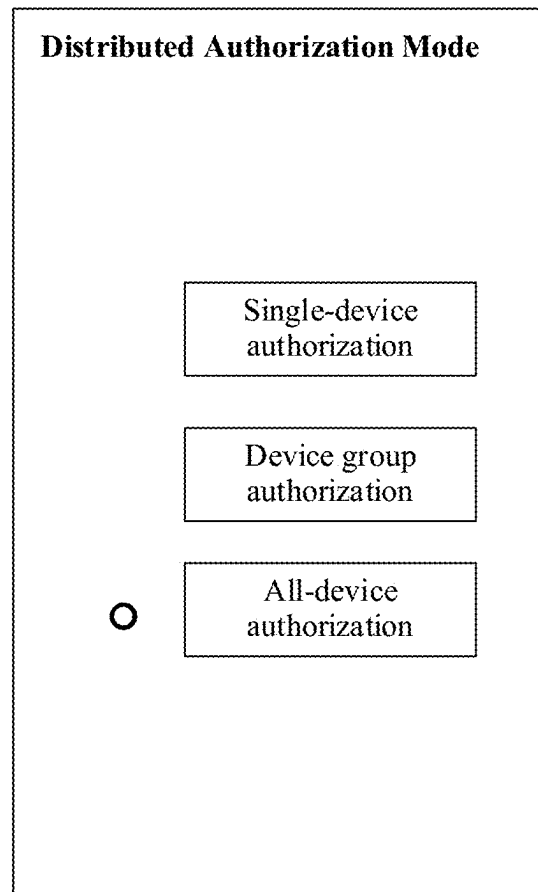 Distributed Authorization Mode
Single-device
authorization
Device group
authorization
All-device
authorization